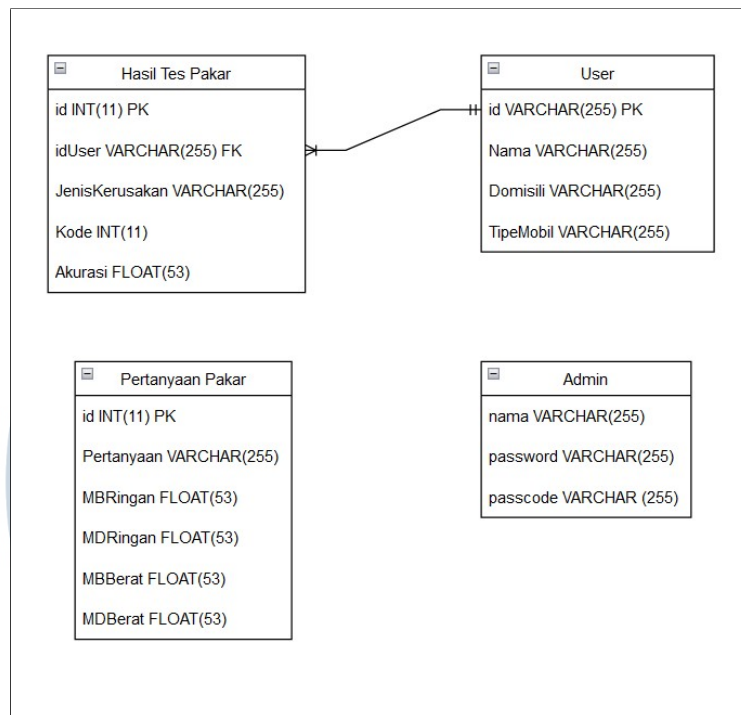 Hasil Tes Pakar
id INT(11) PK
idUser VARCHAR(255) FK
JenisKerusakan VARCHAR(255)
Kode INT(11)
Akurasi FLOAT(53)
User
id VARCHAR(255) PK
Nama VARCHAR(255)
Domisili VARCHAR(255)
TipeMobil VARCHAR(255)
Pertanyaan Pakar
id INT(11) PK
Pertanyaan VARCHAR(255)
MBRingan FLOAT(53)
MDRingan FLOAT(53)
MBBerat FLOAT(53)
MDBerat FLOAT(53)
Admin
nama VARCHAR(255)
password VARCHAR(255)
passcode VARCHAR (255)